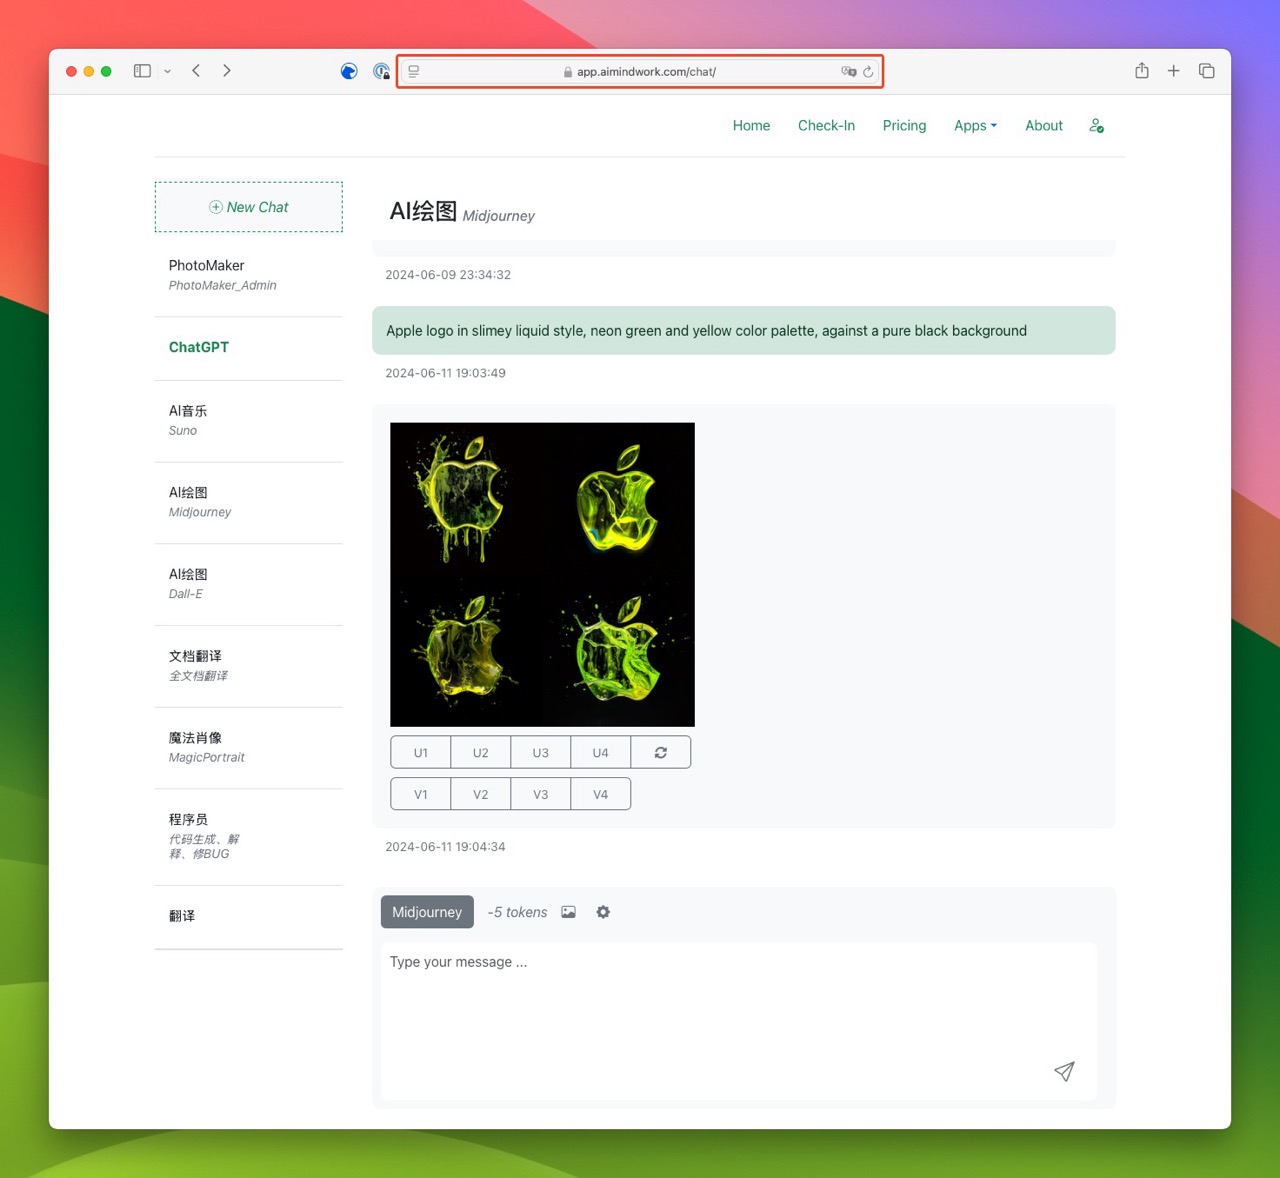 app.aimindwork.com/chat/
Home Check-In Pricing Apps About
New Chat
PhotoMaker
PhotoMaker_Admin
ChatGPT
AI音乐
Suno
AI绘图
Midjourney
AI绘图
Dall-E
文档翻译
全文档翻译
魔法肖像
MagicPortrait
程序员
代码生成、解
释、修BUG
翻译
AI绘图 Midjourney
2024-06-09 23:34:32
Apple logo in slimey liquid style, neon green and yellow color palette, against a pure black background
2024-06-11 19:03:49
U1 U2 U3 U4
V1 V2 V3 V4
2024-06-11 19:04:34
Midjourney -5 tokens
Type your message ...